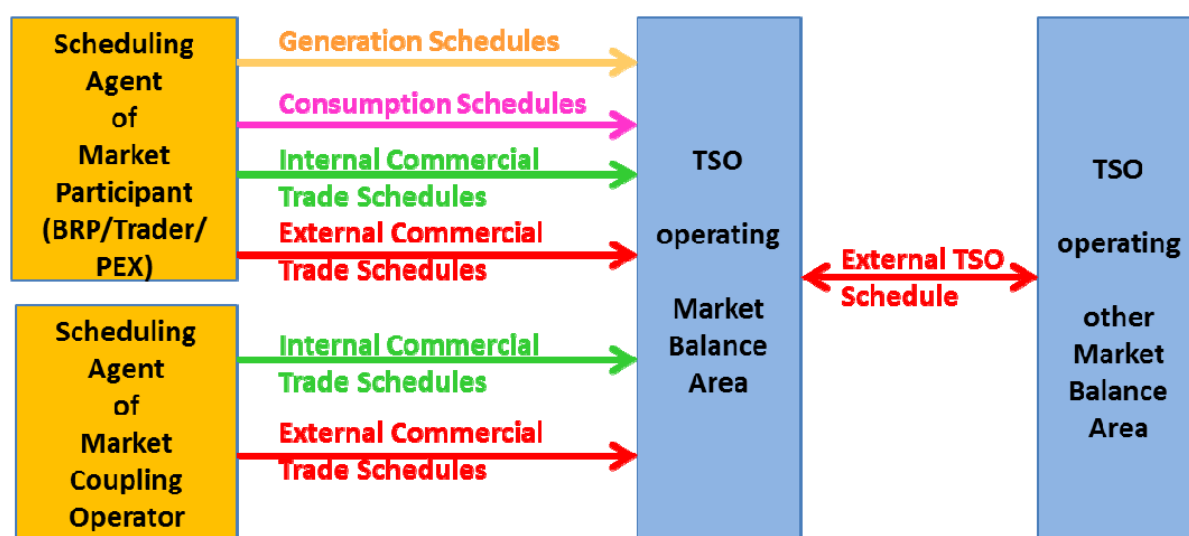 Scheduling
Agent
of
Market
Participant
(BRP/Trader/
PEX)
Generation Schedules
Consumption Schedules
Internal Commercial
Trade Schedules
External Commercial
Trade Schedules
Scheduling
Agent
of
Market
Coupling
Operator
Internal Commercial
Trade Schedules
External Commercial
Trade Schedules
TSO
operating
Market
Balance
Area
External TSO
Schedule
TSO
operating
other
Market
Balance
Area